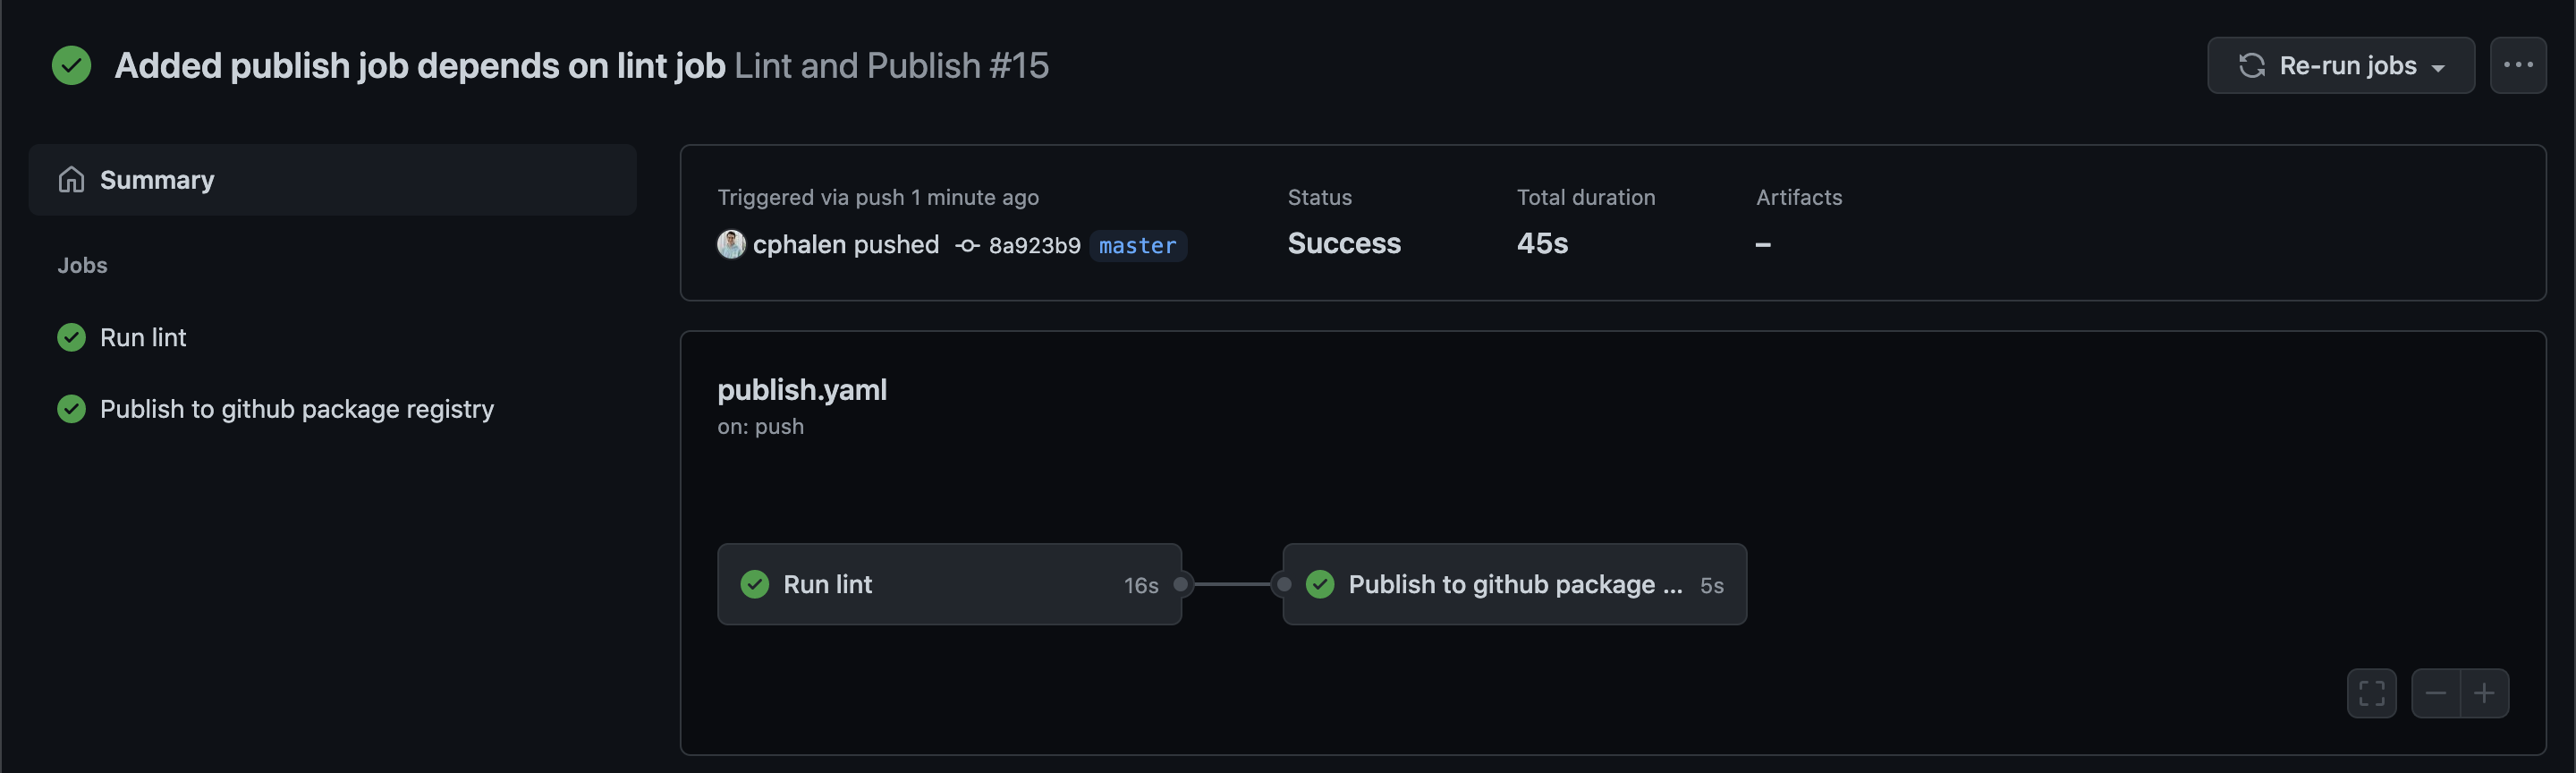 Added publish job depends on lint job Lint and Publish #15
Re-run jobs
Summary
Jobs
Run lint
Publish to github package registry
Triggered via push 1 minute ago
cphalen pushed 8a923b9 master
Status
Success
Total duration
45s
Artifacts
–
publish.yaml
on: push
Run lint 16s
Publish to github package ... 5s